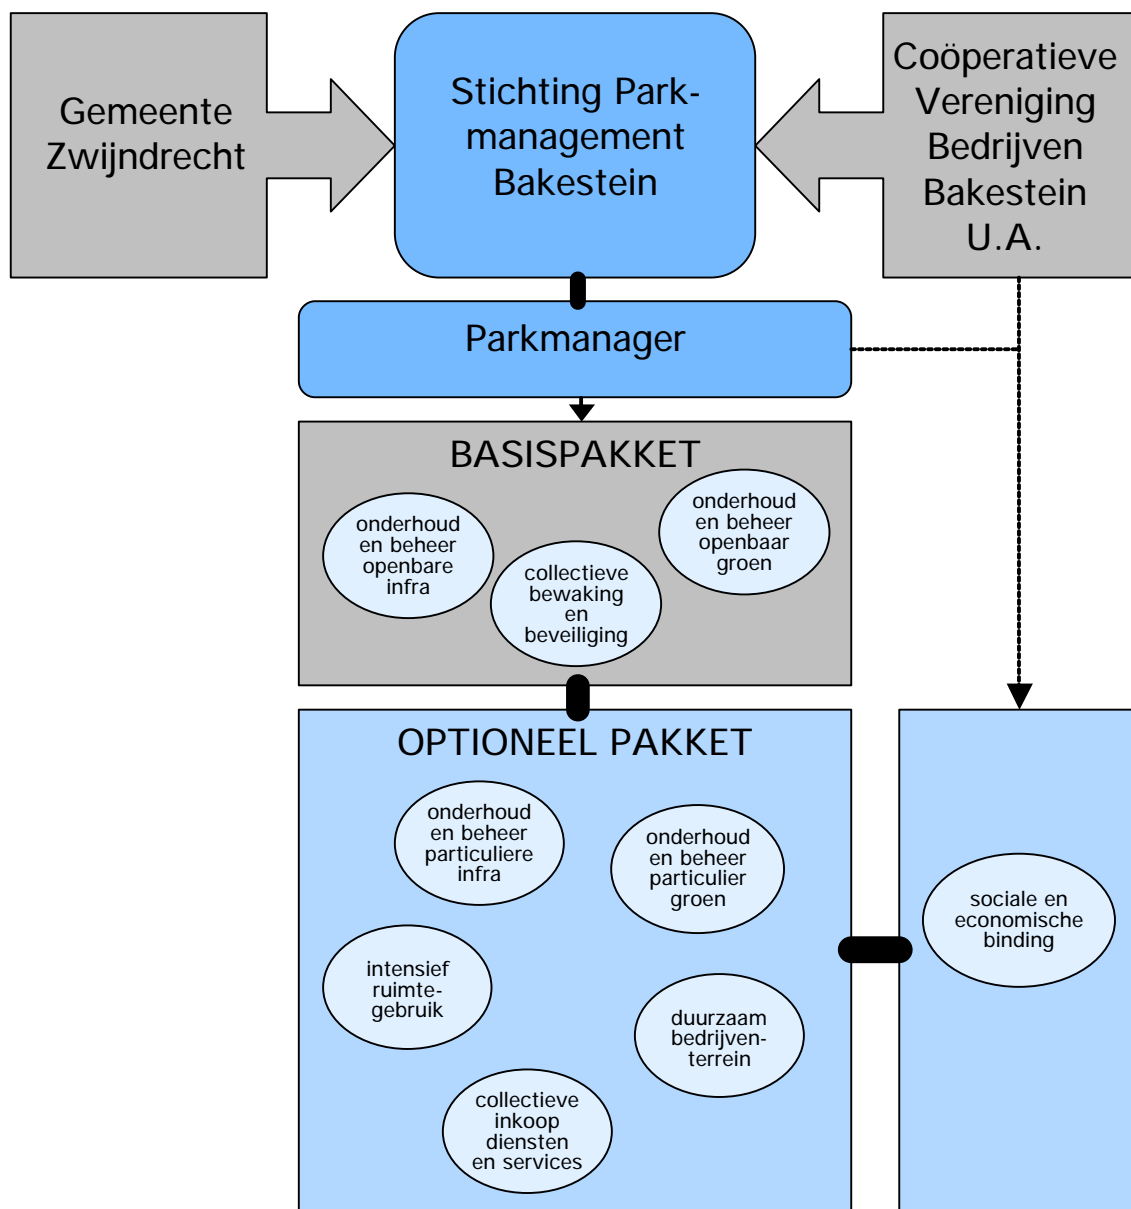 Gemeente
Zwijndrecht
Stichting Park-
management
Bakestein
Coöperatieve
Vereniging
Bedrijven
Bakestein
U.A.
Parkmanager
BASISPAKKET
onderhoud
en beheer
openbare
infra
collectieve
bewaking
en
beveiliging
onderhoud
en beheer
openbaar
groen
OPTIONEEL PAKKET
onderhoud
en beheer
particuliere
infra
onderhoud
en beheer
particulier
groen
intensief
ruimte-
gebruik
duurzaam
bedrijven-
terrein
collectieve
inkoop
diensten
en services
sociale en
economische
binding